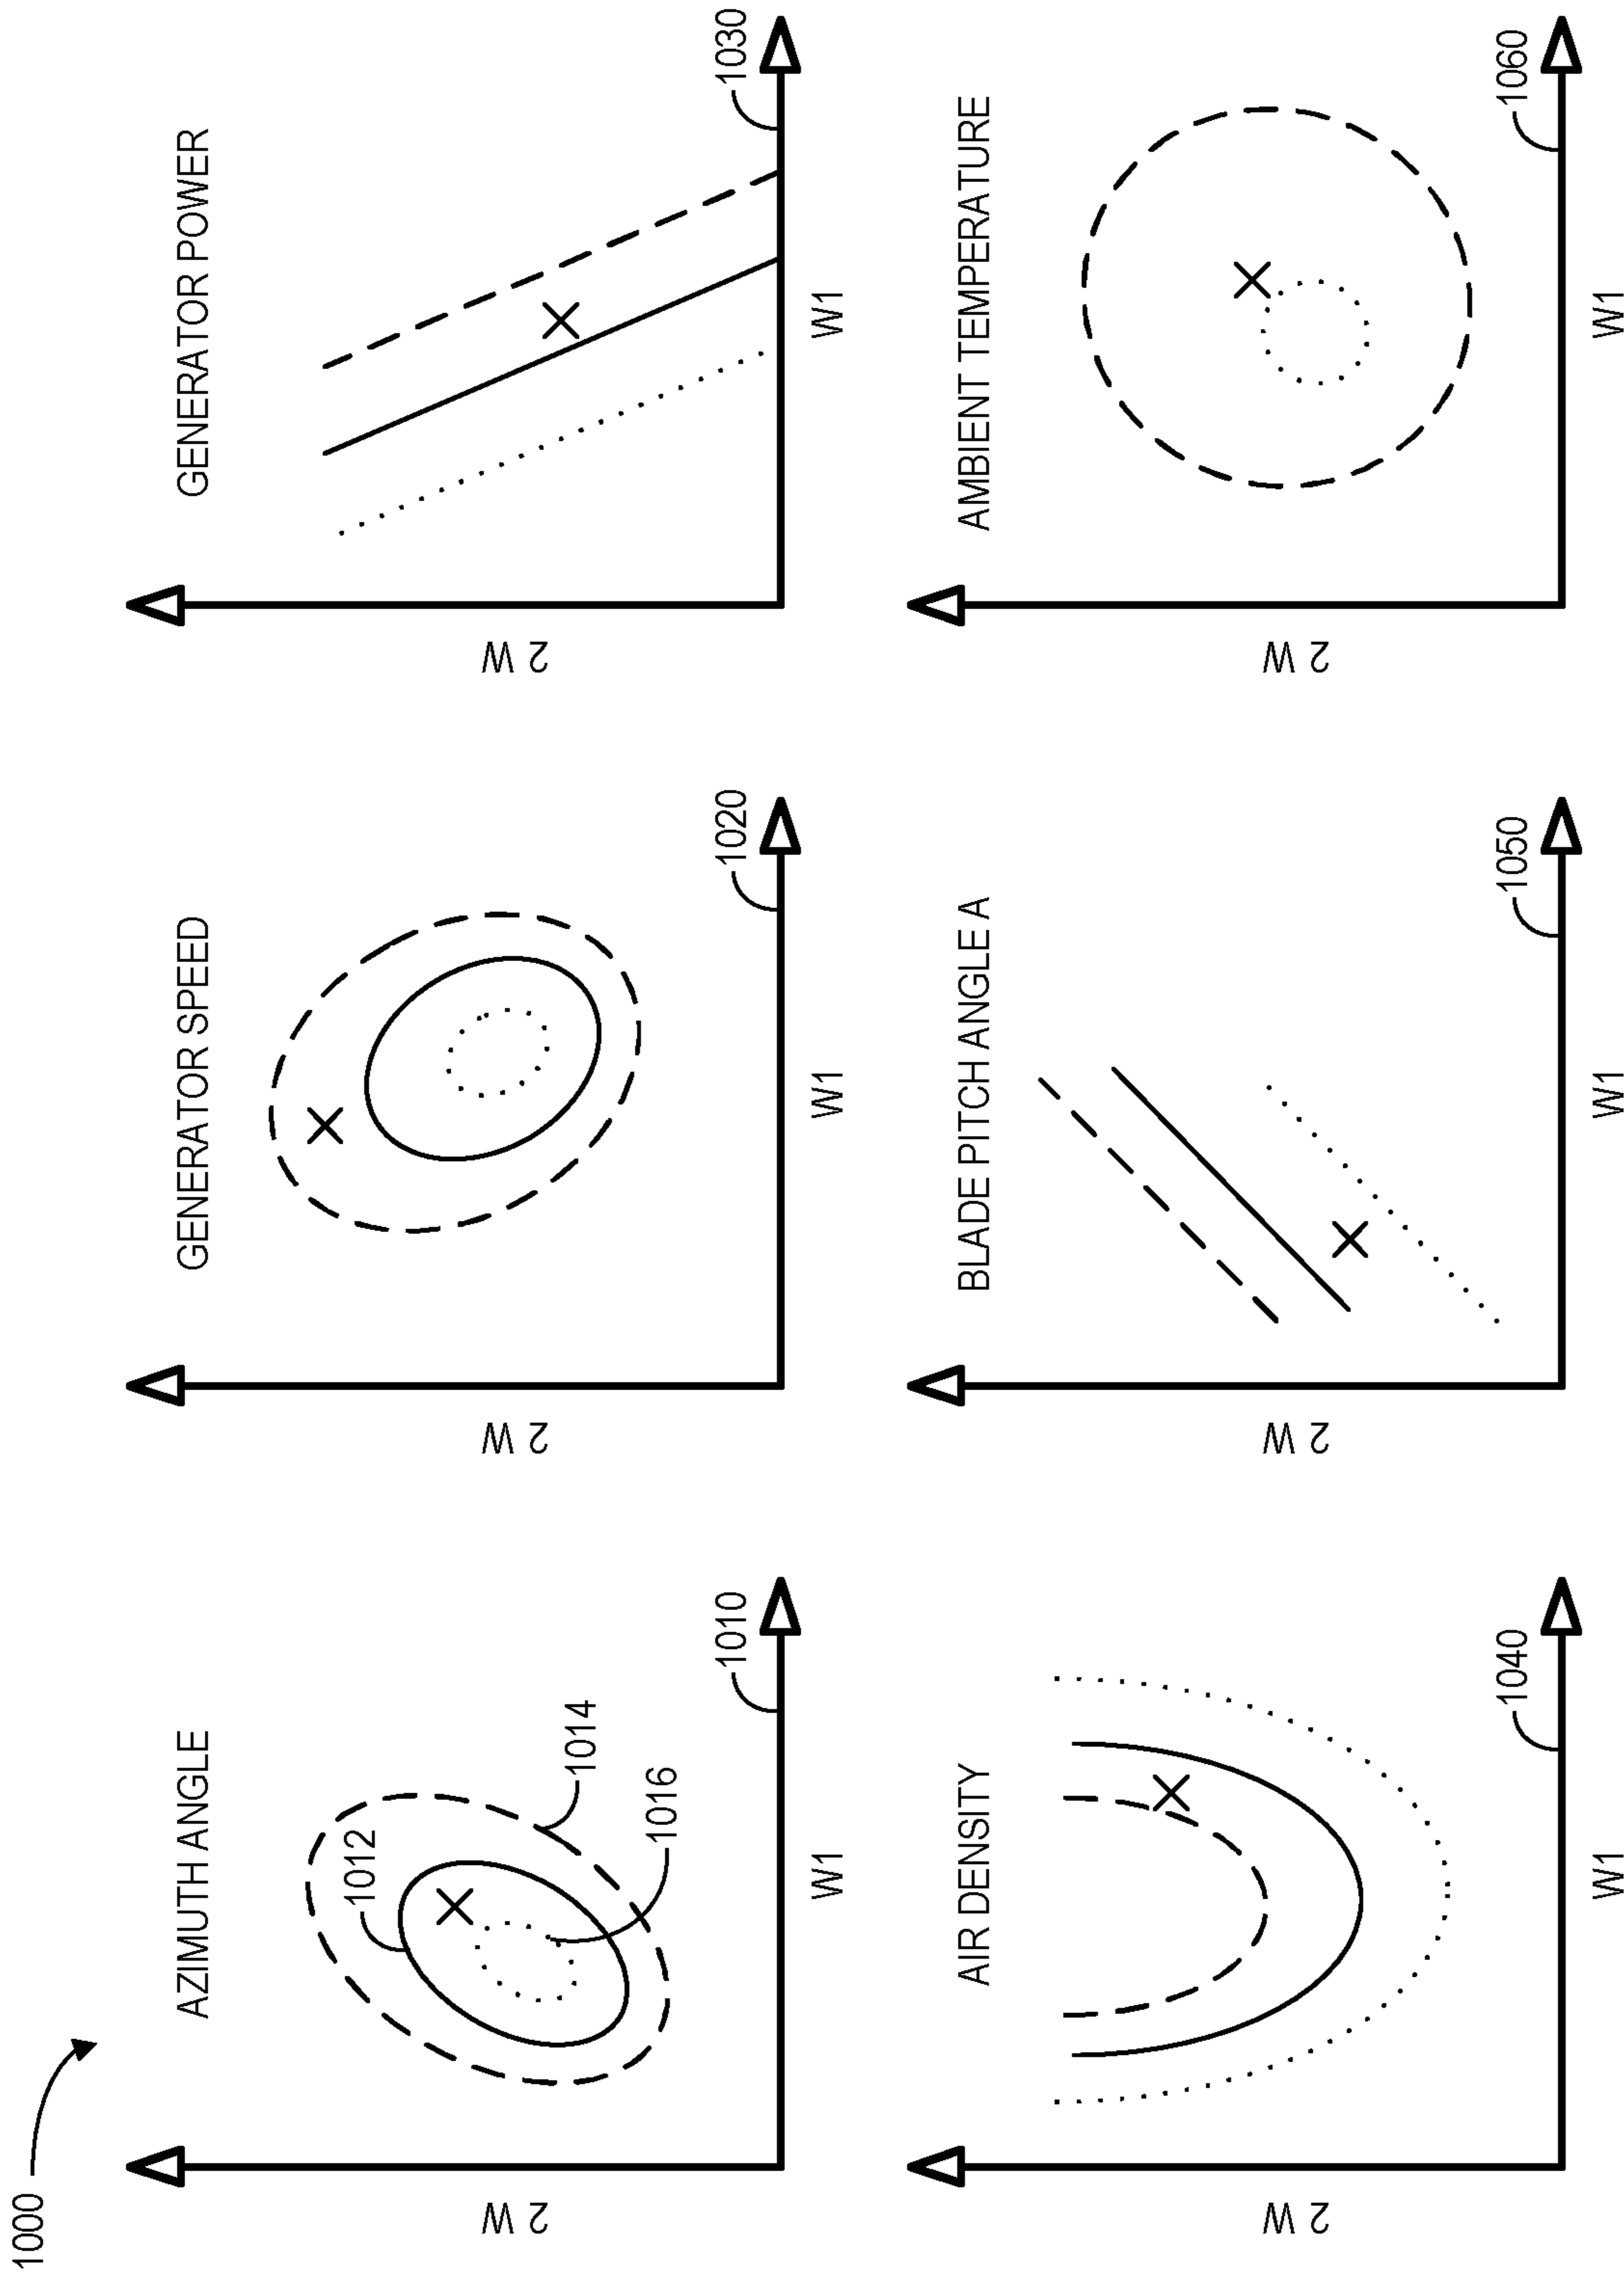 1000
AZIMUTH ANGLE
1012
1014
1016
1010
W1
W 2
GENERATOR SPEED
1020
W1
W 2
GENERATOR POWER
1030
W1
W 2
AIR DENSITY
1040
W1
W 2
BLADE PITCH ANGLE A
1050
W1
W 2
AMBIENT TEMPERATURE
1060
W1
W 2